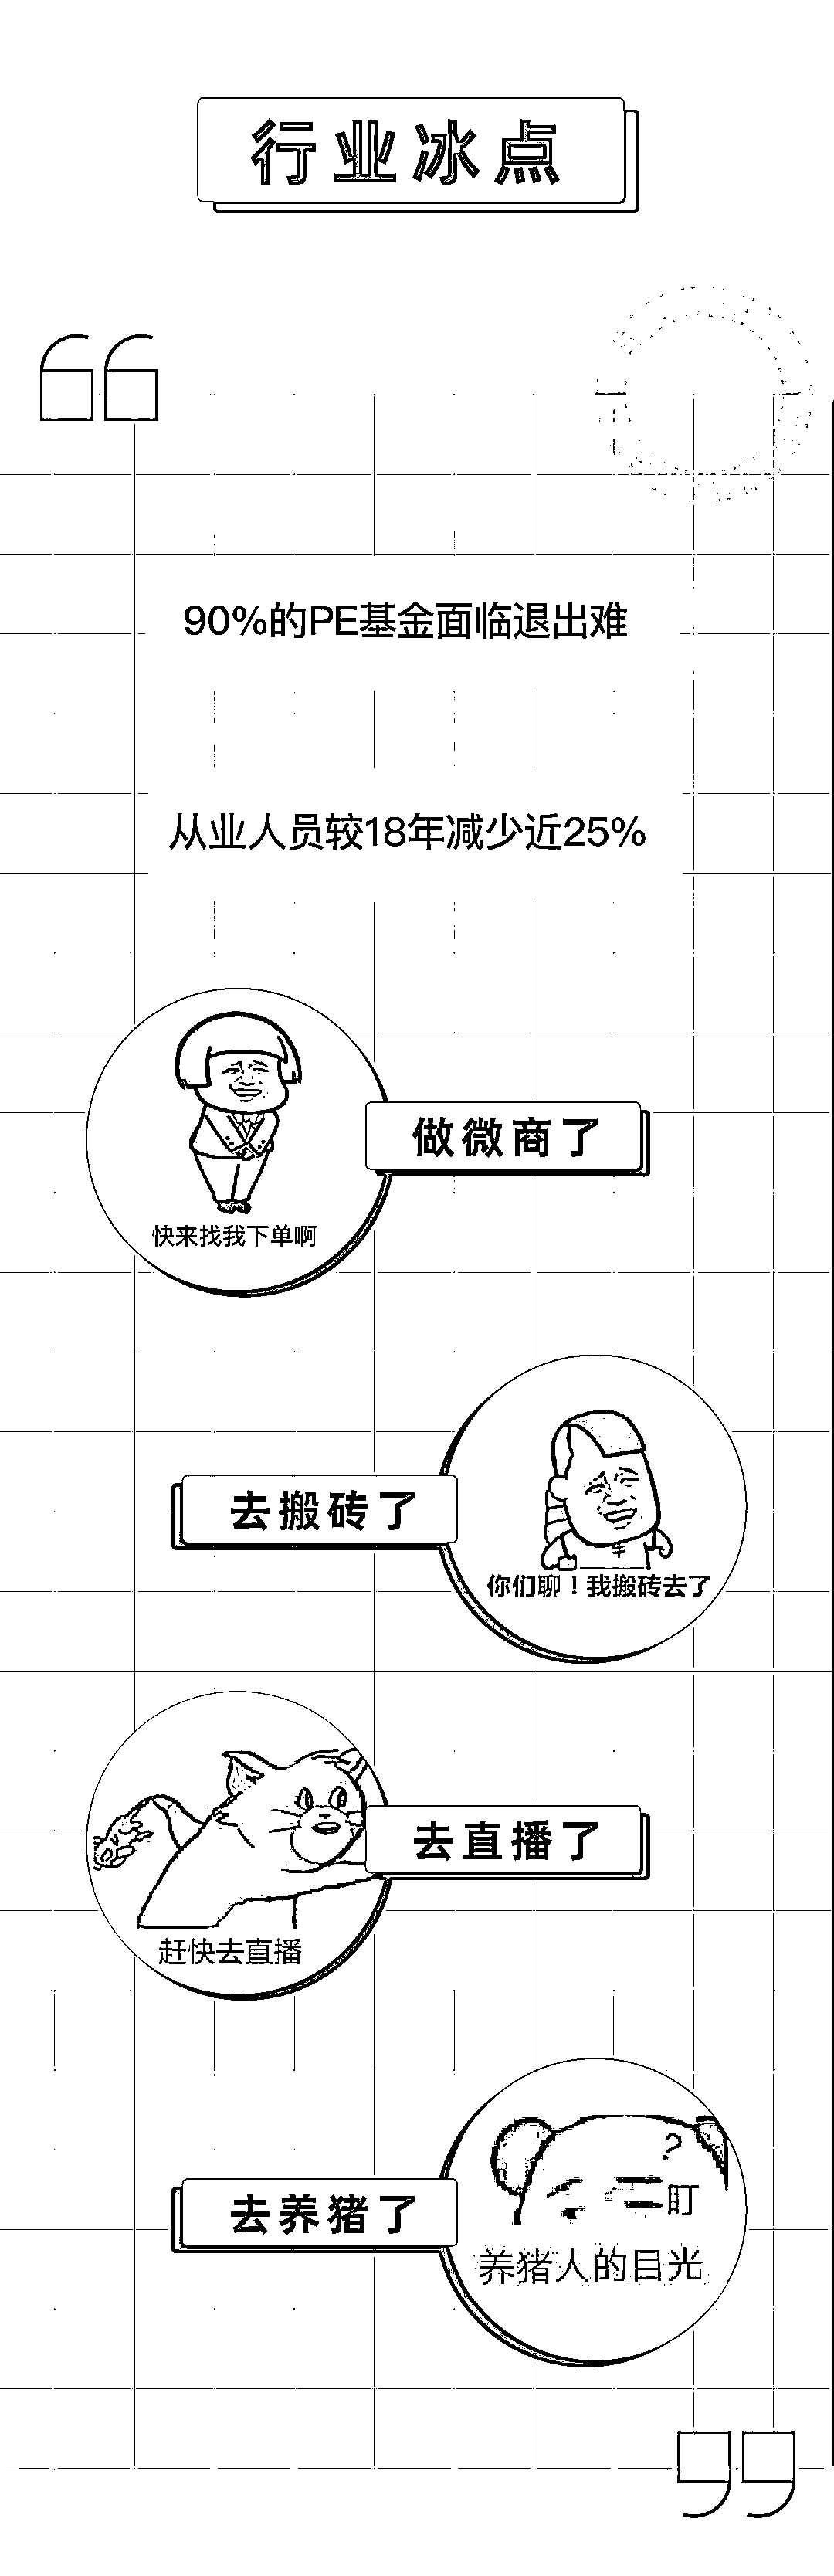 行业冰点
90%的PE基金面临退出难
从业人员较18年减少近25%
做微商了
快来找我下单啊
去搬砖了
你们聊！我搬砖去了
去直播了
赶快去直播
?
盯
去养猪了
养猪人的目光